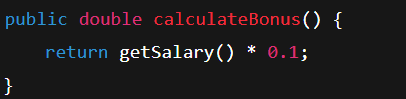 public double calculateBonus() {
    return getSalary() * 0.1;
}